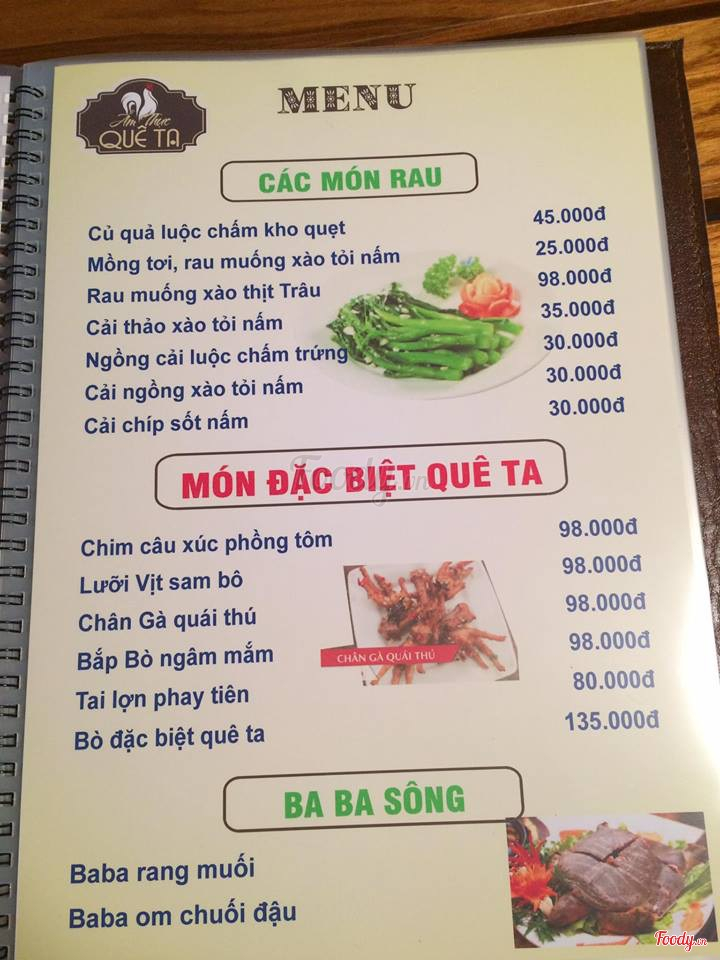 Ẩm Thực
QUÊ TA
MENU
CÁC MÓN RAU
Củ quả luộc chấm kho quẹt 45.000đ
Mồng tơi, rau muống xào tỏi nấm 25.000đ
Rau muống xào thịt Trâu 98.000đ
Cải thảo xào tỏi nấm 35.000đ
Ngồng cải luộc chấm trứng 30.000đ
Cải ngồng xào tỏi nấm 30.000đ
Cải chíp sốt nấm 30.000đ
Foody.vn
MÓN ĐẶC BIỆT QUÊ TA
Chim câu xúc phồng tôm 98.000đ
Lưỡi Vịt sam bô 98.000đ
Chân Gà quái thú 98.000đ
Bắp Bò ngâm mắm 98.000đ
Tai lợn phay tiên 80.000đ
Bò đặc biệt quê ta 135.000đ
CHÂN GÀ QUÁI THÚ
BA BA SÔNG
Baba rang muối
Baba om chuối đậu
Foody.vn